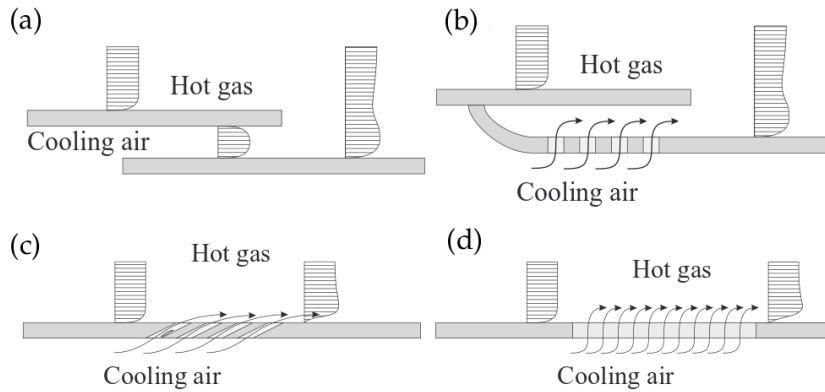 (a)
Hot gas
Cooling air
(b)
Hot gas
Cooling air
(c)
Hot gas
Cooling air
(d)
Hot gas
Cooling air